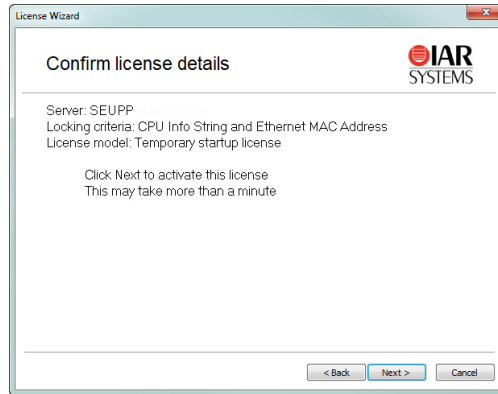 License Wizard
Confirm license details
IAR
SYSTEMS
Server: SEUPP
Locking criteria: CPU Info String and Ethernet MAC Address
License model: Temporary startup license
Click Next to activate this license
This may take more than a minute
< Back Next > Cancel